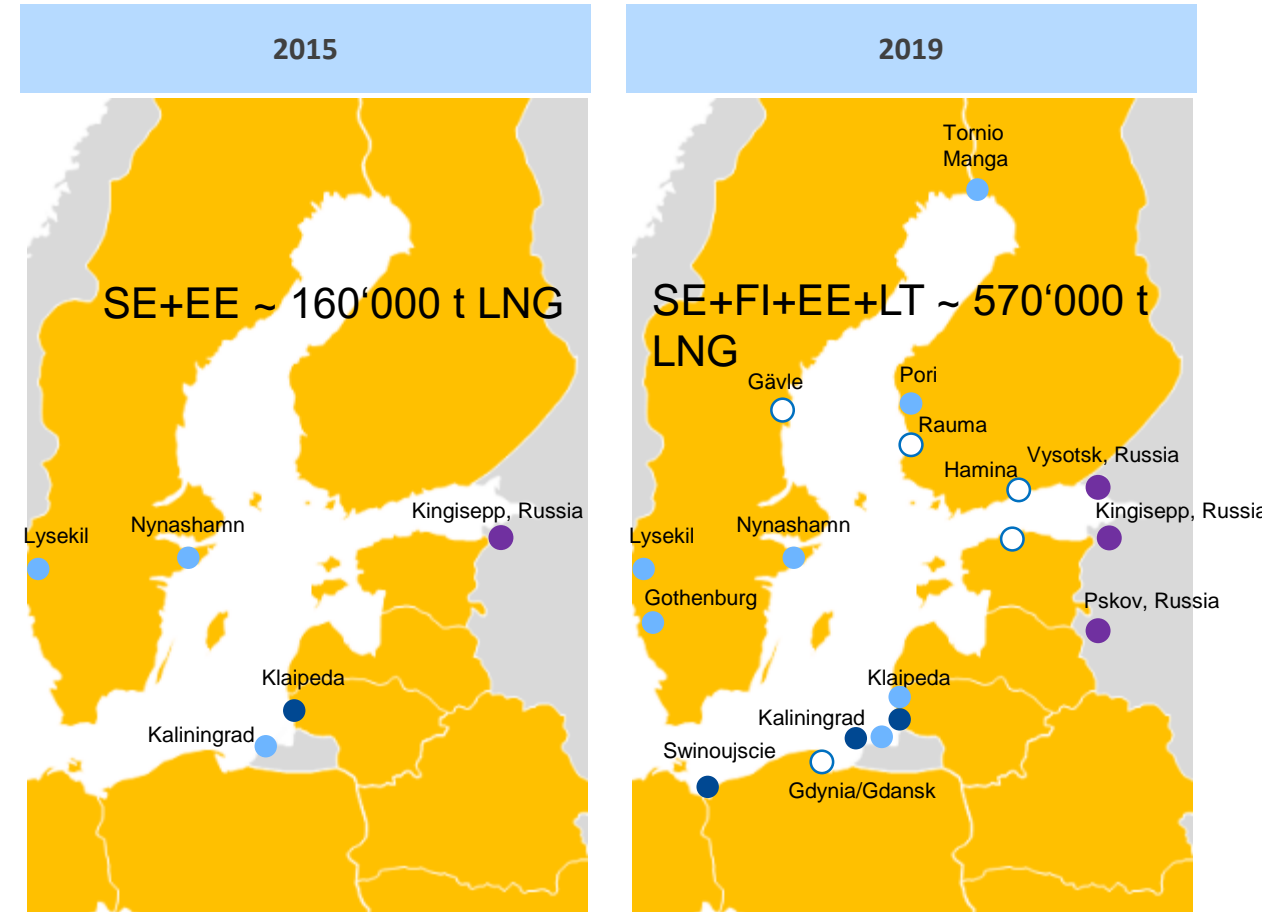 2015
SE+EE ~ 160‘000 t LNG
Kingisepp, Russia
Nynashamn
Lysekil
Klaipeda
Kaliningrad
2019
Tornio
Manga
SE+FI+EE+LT ~ 570‘000 t
LNG
Pori
Gävle
Rauma
Vysotsk, Russia
Hamina
Kingisepp, Russia
Nynashamn
Lysekil
Gothenburg
Pskov, Russia
Klaipeda
Kaliningrad
Swinoujscie
Gdynia/Gdansk